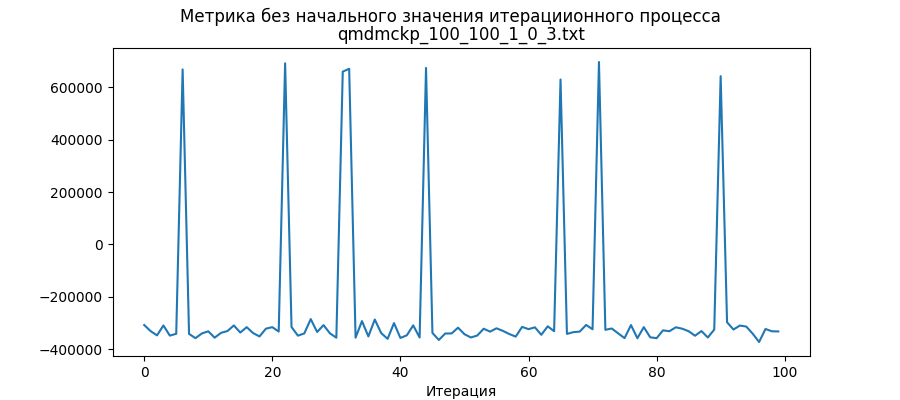 Метрика без начального значения итерациионного процесса
qmdmckp_100_100_1_0_3.txt
600000
400000
200000
0
−200000
−400000
0 20 40 60 80 100
Итерация